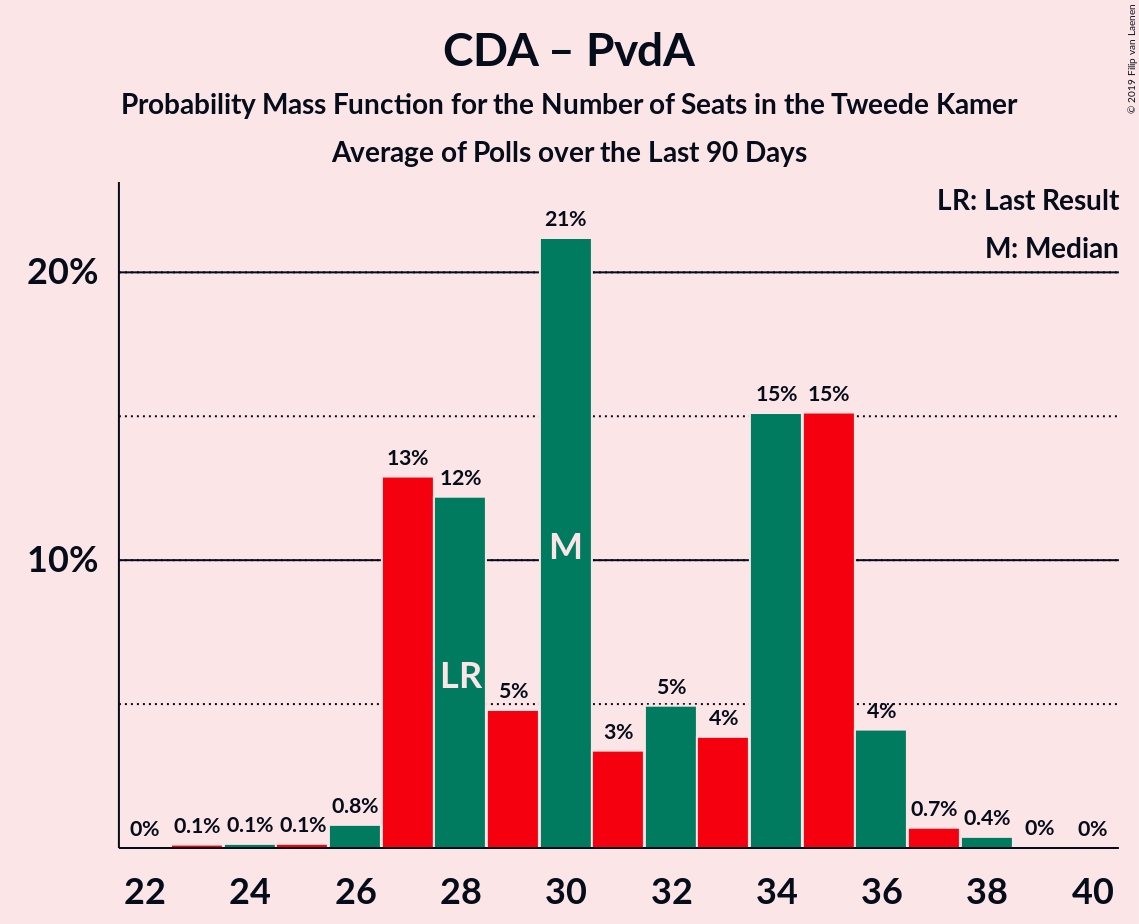 CDA – PvdA
Probability Mass Function for the Number of Seats in the Tweede Kamer
Average of Polls over the Last 90 Days
© 2019 Filip van Laenen
LR: Last Result
M: Median
20%
10%
0%
0.1%
0.1%
0.1%
0.8%
13%
12%
5%
21%
3%
5%
4%
15%
15%
4%
0.7%
0.4%
0%
0%
LR
M
22 24 26 28 30 32 34 36 38 40